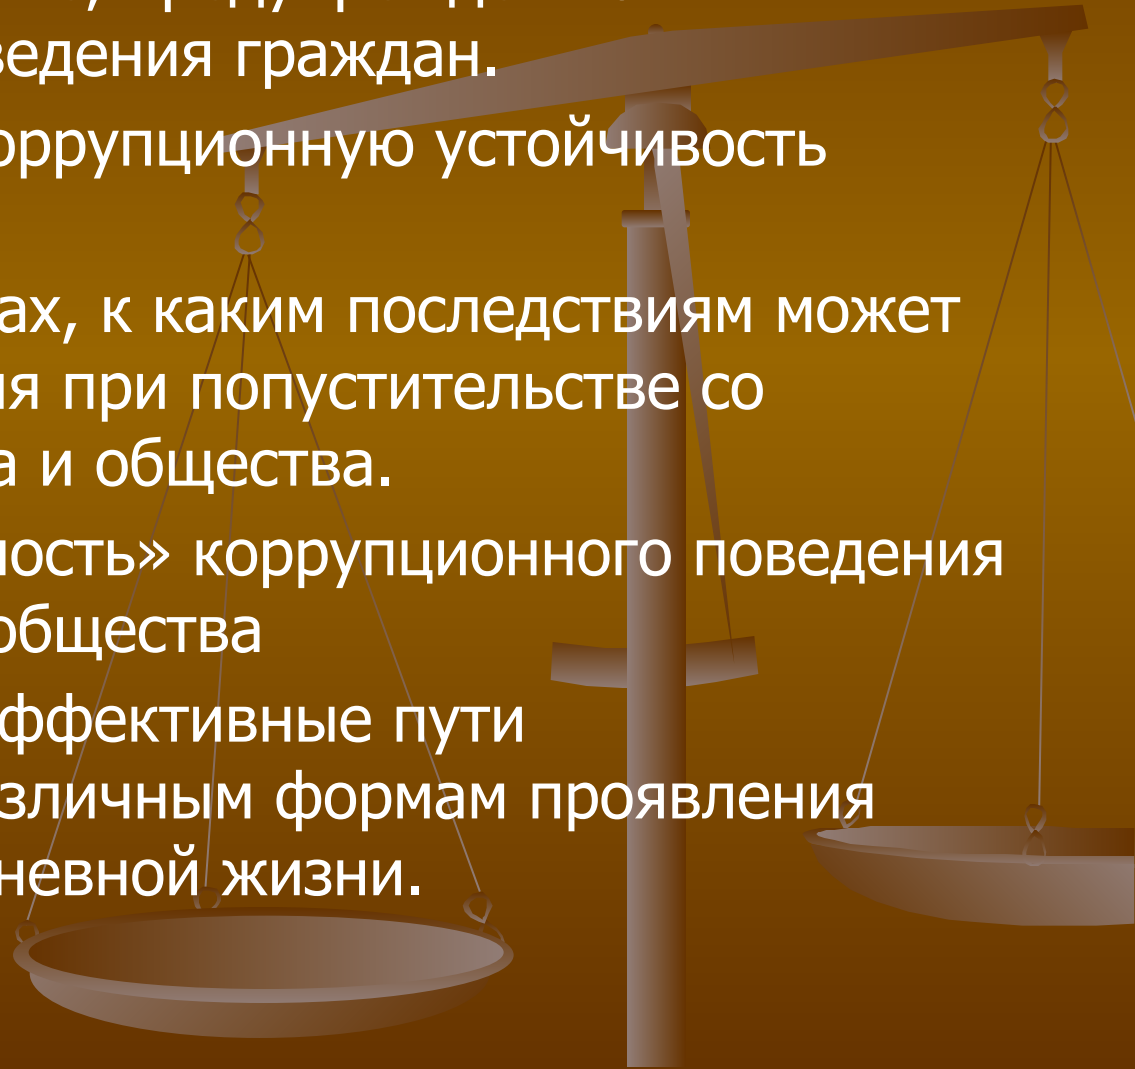 ведения граждан.
оррупционную устойчивость
ах, к каким последствиям может
ия при попустительстве со
а и общества.
ность» коррупционного поведения
общества
ффективные пути
зличным формам проявления
невной жизни.